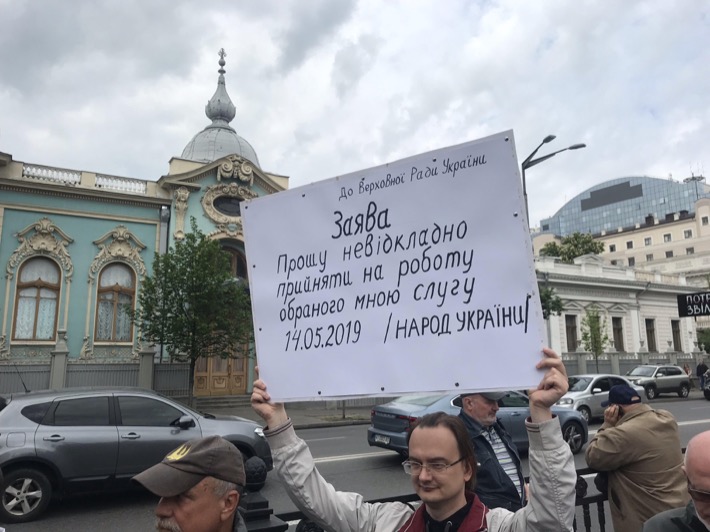 До Верховної Ради України
Заява
Прошу невідкладно
прийняти на роботу
обраного мною слугу
14.05.2019 /НАРОД УКРАЇНИ/